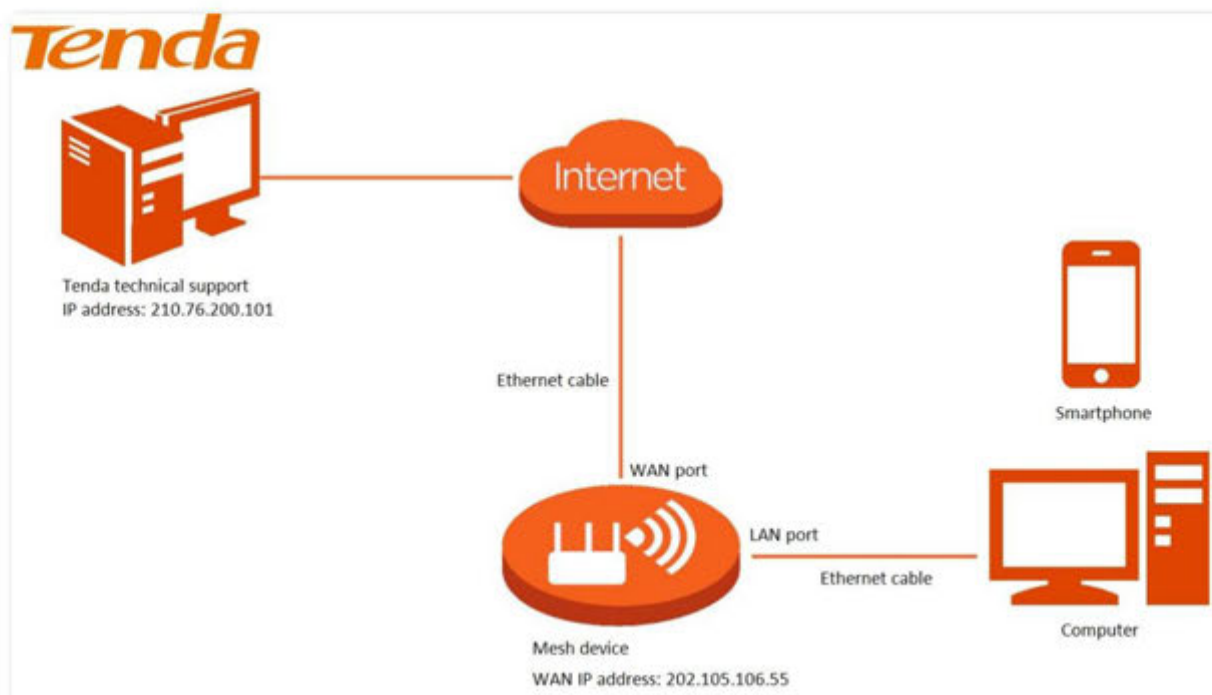 Tenda
Internet
Tenda technical support
IP address: 210.76.200.101
Ethernet cable
Smartphone
WAN port
LAN port
Ethernet cable
Computer
Mesh device
WAN IP address: 202.105.106.55